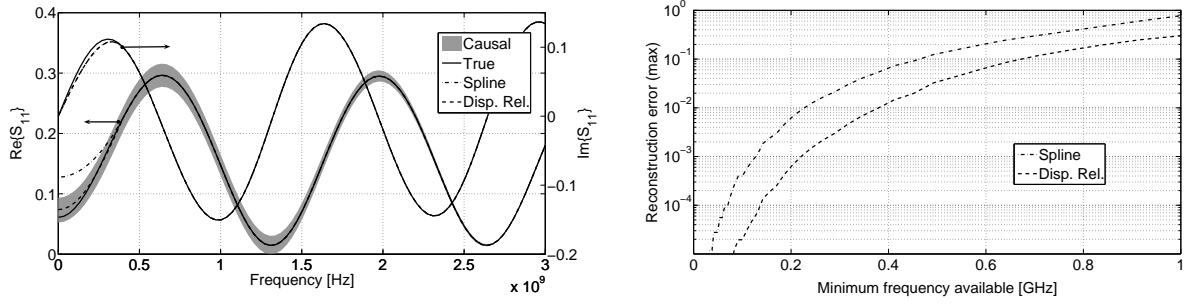 0.4
0.3
0.2
0.1
0
Re{S11}
0.1
0
−0.1
−0.2
Im{S11}
Causal
True
Spline
Disp. Rel.
0 0.5 1 1.5 2 2.5 3
Frequency [Hz]
x 10^9
10^0
10^−1
10^−2
10^−3
10^−4
Reconstruction error (max)
Spline
Disp. Rel.
0 0.2 0.4 0.6 0.8 1
Minimum frequency available [GHz]